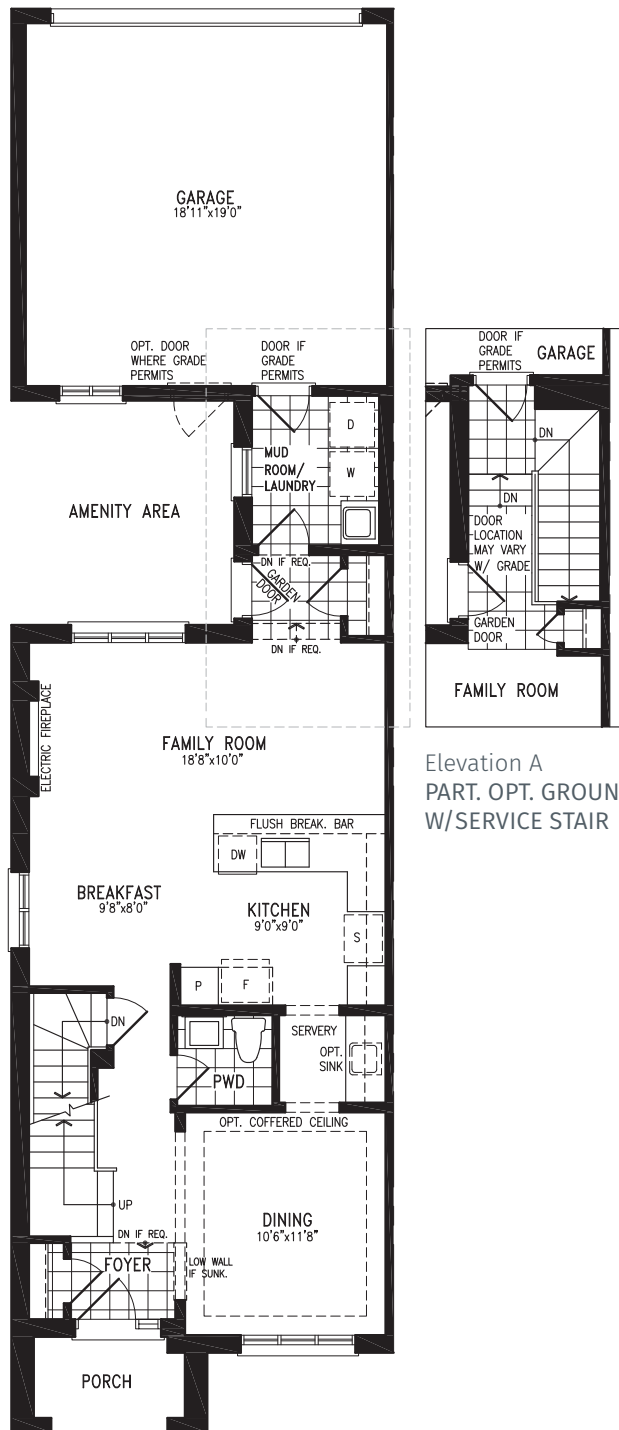 GARAGE
18'11"x19'0"
OPT. DOOR
WHERE GRADE
PERMITS
DOOR IF
GRADE
PERMITS
D
W
MUD
ROOM/
LAUNDRY
AMENITY AREA
DN IF REQ.
GARDEN
DOOR
DN IF REQ.
ELECTRIC FIREPLACE
FAMILY ROOM
18'8"x10'0"
FLUSH BREAK. BAR
DW
BREAKFAST
9'8"x8'0"
KITCHEN
9'0"x9'0"
S
P
F
DN
SERVERY
OPT.
SINK
PWD
OPT. COFFERED CEILING
UP
DINING
10'6"x11'8"
DN IF REQ.
FOYER
LOW WALL
IF SUNK.
PORCH
DOOR IF
GRADE
PERMITS
GARAGE
DN
DN
DOOR
LOCATION
MAY VARY
W/ GRADE
GARDEN
DOOR
FAMILY ROOM
Elevation A
PART. OPT. GROUN
W/SERVICE STAIR